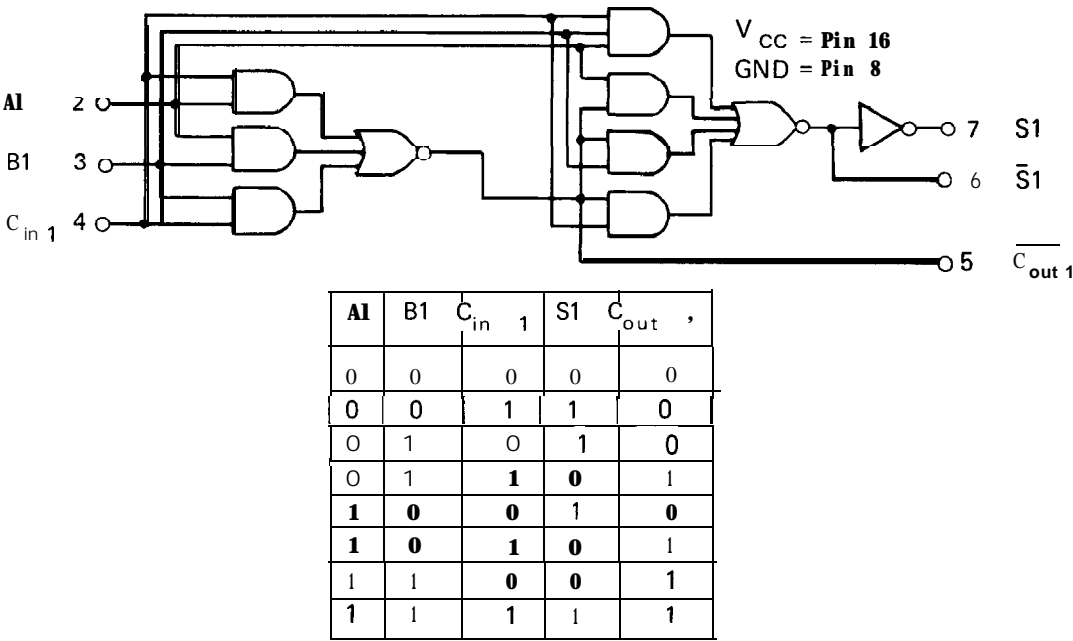 V CC = Pin 16
GND = Pin 8
Al 2
7 S1
B1 3
6 S̄1
C in 1 4
5 C̅ out 1
Al B1 C in 1 S1 C out ,
0 0 0 0 0
0 0 1 1 0
0 1 0 1 0
0 1 1 0 1
1 0 0 1 0
1 0 1 0 1
1 1 0 0 1
1 1 1 1 1